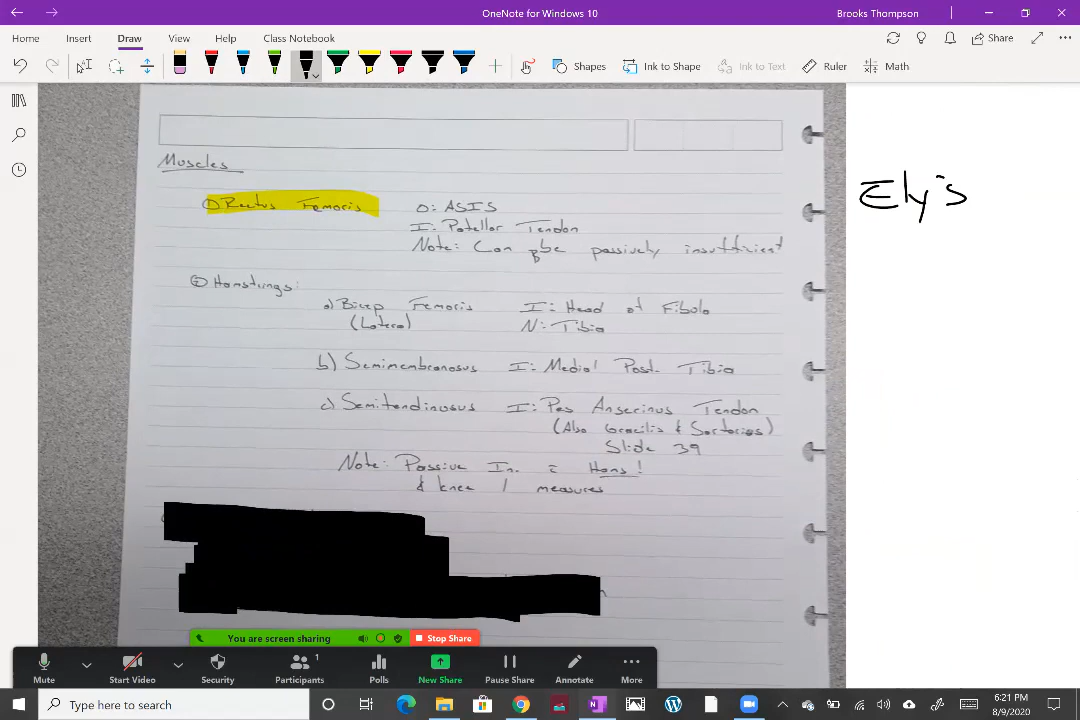 OneNote for Windows 10
Brooks Thompson
Home Insert Draw View Help Class Notebook
Share
Shapes Ink to Shape Ink to Text Ruler Math
Muscles
① Rectus Femoris O: ASIS
I: Patellar Tendon
Note: Can be passively insufficient
Ely's
② Hamstrings:
a) Bicep Femoris I: Head of Fibula
(Lateral) N: Tibia
b) Semimembranosus I: Medial Post. Tibia
c) Semitendinosus I: Pes Anserinus Tendon
(Also Gracilis & Sartorius)
Slide 39
Note: Passive In. = Hams!
& knee measures
You are screen sharing Stop Share
1
Mute Start Video Security Participants Polls New Share Pause Share Annotate More
Type here to search
6:21 PM
8/9/2020